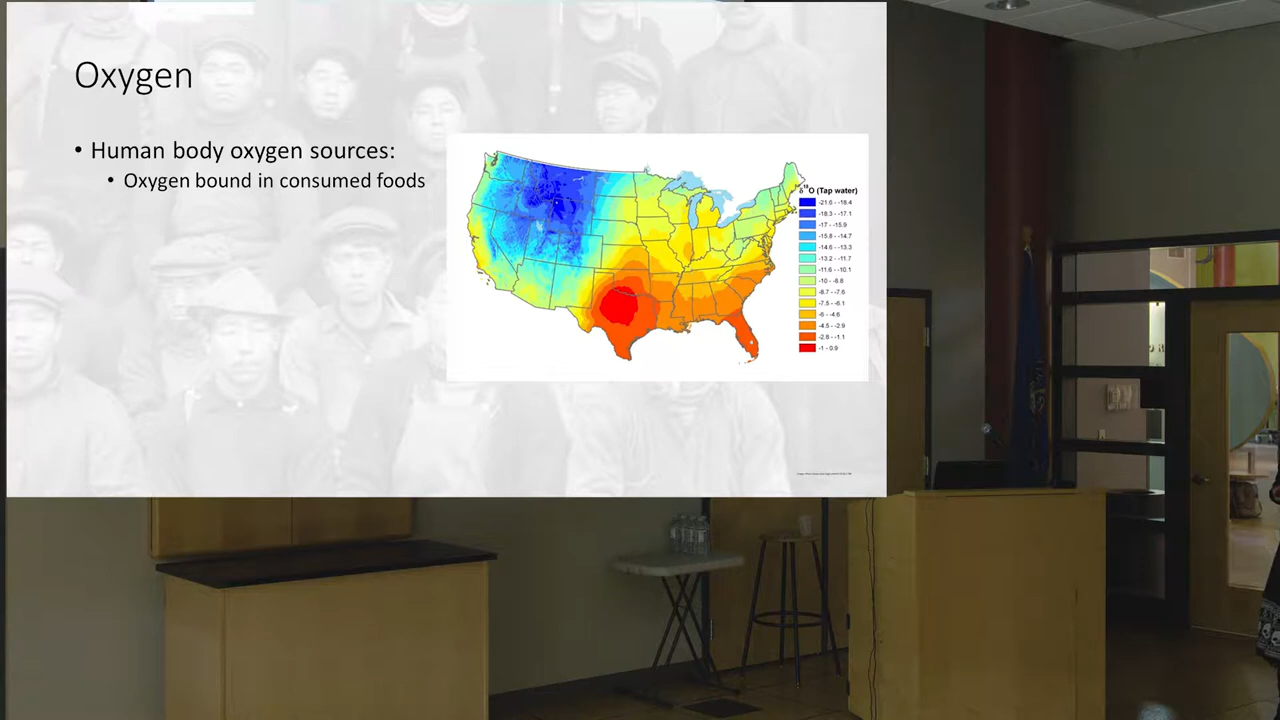 Oxygen
• Human body oxygen sources:
• Oxygen bound in consumed foods
δ18O (Tap water)
-21.6 - -18.4
-18.3 - -17.1
-17 - -15.9
-15.8 - -14.7
-14.6 - -13.3
-13.2 - -11.7
-11.6 - -10.1
-10 - -8.8
-8.7 - -7.6
-7.5 - -6.1
-6 - -4.6
-4.5 - -2.9
-2.8 - -1.1
-1 - 0.9